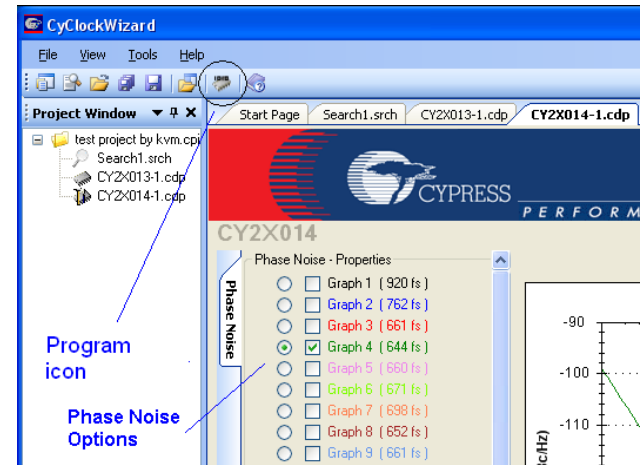 CyClockWizard
File View Tools Help
Project Window
Start Page Search1.srch CY2X013-1.cdp CY2X014-1.cdp
test project by kvm.cpj
Search1.srch
CY2X013-1.cdp
CY2X014-1.cdp
CYPRESS
PERFORM
CY2X014
Phase Noise
Phase Noise - Properties
Graph 1 ( 920 fs )
Graph 2 ( 762 fs )
Graph 3 ( 661 fs )
Graph 4 ( 644 fs )
Graph 5 ( 660 fs )
Graph 6 ( 671 fs )
Graph 7 ( 698 fs )
Graph 8 ( 652 fs )
Graph 9 ( 661 fs )
-90
-100
-110
c/Hz)
Program
icon
Phase Noise
Options